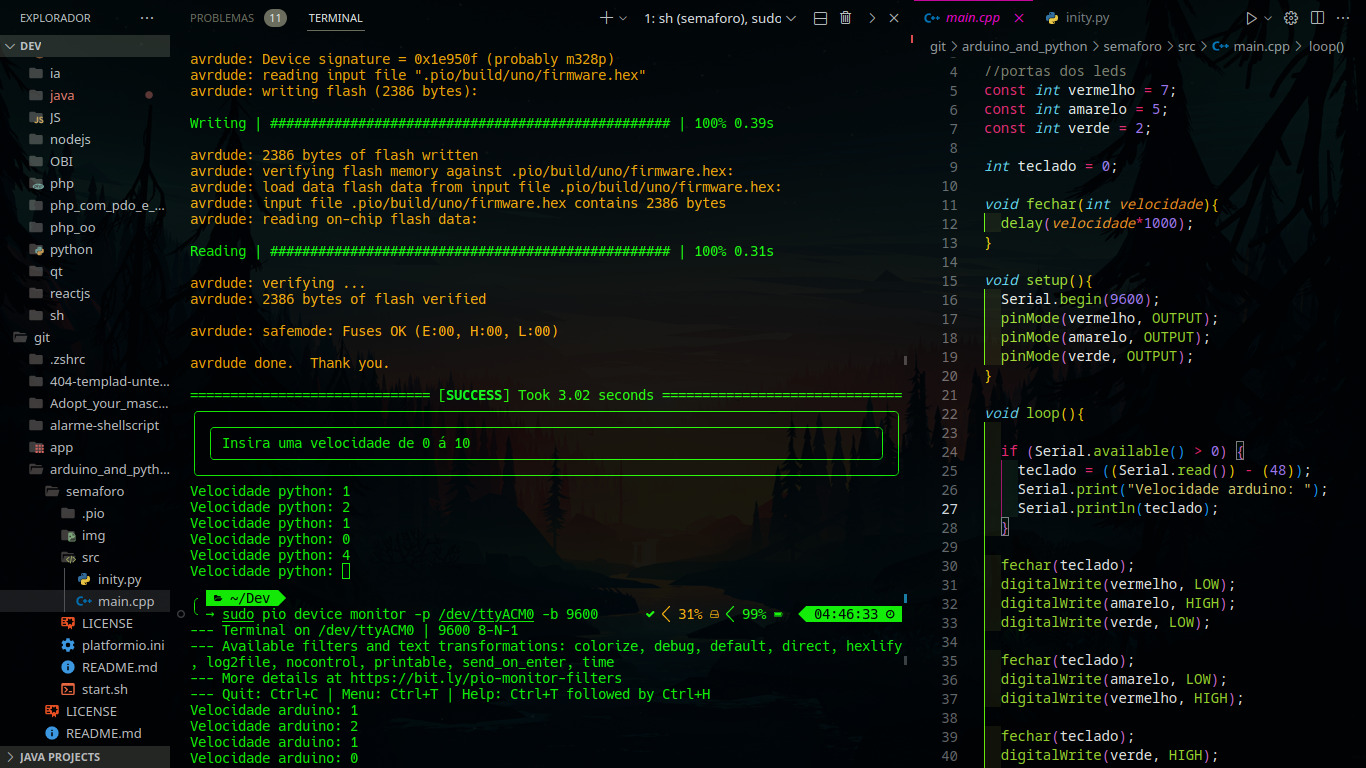 EXPLORADOR ···
DEV
ia
java
JS
nodejs
OBI
php
php_com_pdo_e_...
php_oo
python
qt
reactjs
sh
git
.zshrc
404-templad-unte...
Adopt_your_masc...
alarme-shellscript
app
arduino_and_pyth...
semaforo
.pio
img
src
inity.py
main.cpp
LICENSE
platformio.ini
README.md
start.sh
LICENSE
README.md
JAVA PROJECTS
PROBLEMAS 11 TERMINAL 1: sh (semaforo), sudo
avrdude: Device signature = 0x1e950f (probably m328p)
avrdude: reading input file ".pio/build/uno/firmware.hex"
avrdude: writing flash (2386 bytes):
Writing | ################################################## | 100% 0.39s
avrdude: 2386 bytes of flash written
avrdude: verifying flash memory against .pio/build/uno/firmware.hex:
avrdude: load data flash data from input file .pio/build/uno/firmware.hex:
avrdude: input file .pio/build/uno/firmware.hex contains 2386 bytes
avrdude: reading on-chip flash data:
Reading | ################################################## | 100% 0.31s
avrdude: verifying ...
avrdude: 2386 bytes of flash verified
avrdude: safemode: Fuses OK (E:00, H:00, L:00)
avrdude done.  Thank you.
============================== [SUCCESS] Took 3.02 seconds ==============================
Insira uma velocidade de 0 á 10
Velocidade python: 1
Velocidade python: 2
Velocidade python: 1
Velocidade python: 0
Velocidade python: 4
Velocidade python:
~/Dev
→ sudo pio device monitor -p /dev/ttyACM0 -b 9600 31% 99% 04:46:33
--- Terminal on /dev/ttyACM0 | 9600 8-N-1
--- Available filters and text transformations: colorize, debug, default, direct, hexlify
, log2file, nocontrol, printable, send_on_enter, time
--- More details at https://bit.ly/pio-monitor-filters
--- Quit: Ctrl+C | Menu: Ctrl+T | Help: Ctrl+T followed by Ctrl+H
Velocidade arduino: 1
Velocidade arduino: 2
Velocidade arduino: 1
Velocidade arduino: 0
main.cpp inity.py
git > arduino_and_python > semaforo > src > main.cpp > loop()
4 //portas dos leds
5 const int vermelho = 7;
6 const int amarelo = 5;
7 const int verde = 2;
8
9 int teclado = 0;
10
11 void fechar(int velocidade){
12 delay(velocidade*1000);
13 }
14
15 void setup(){
16 Serial.begin(9600);
17 pinMode(vermelho, OUTPUT);
18 pinMode(amarelo, OUTPUT);
19 pinMode(verde, OUTPUT);
20 }
21
22 void loop(){
23
24 if (Serial.available() > 0) {
25 teclado = ((Serial.read()) - (48));
26 Serial.print("Velocidade arduino: ");
27 Serial.println(teclado);
28 }
29
30 fechar(teclado);
31 digitalWrite(vermelho, LOW);
32 digitalWrite(amarelo, HIGH);
33 digitalWrite(verde, LOW);
34
35 fechar(teclado);
36 digitalWrite(amarelo, LOW);
37 digitalWrite(vermelho, HIGH);
38
39 fechar(teclado);
40 digitalWrite(verde, HIGH);